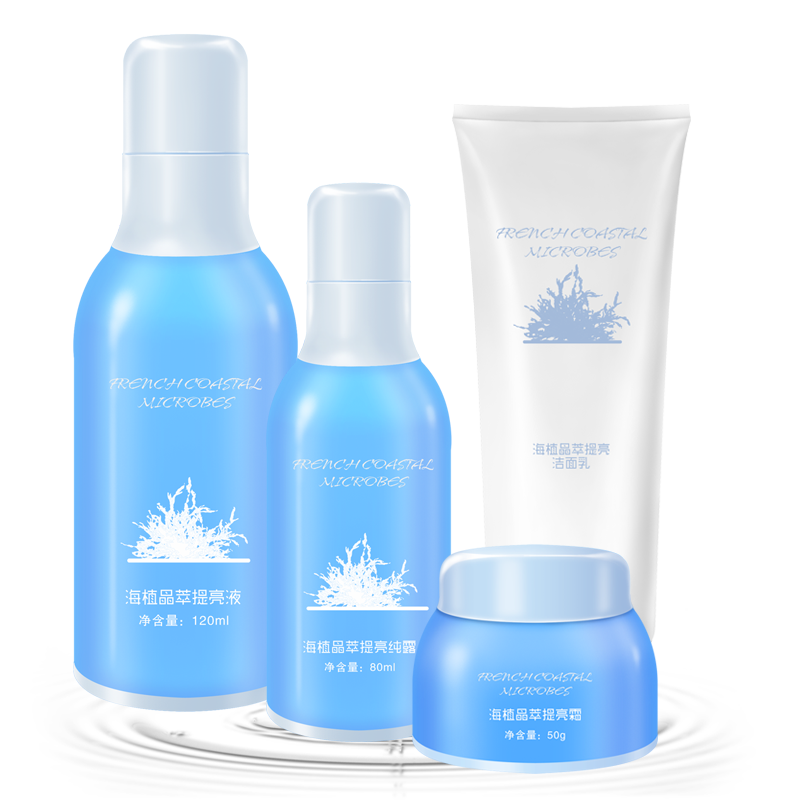 FRENCH COASTAL
MICROBES
海植晶萃提亮液
净含量：120ml
FRENCH COASTAL
MICROBES
海植晶萃提亮纯露
净含量：80ml
FRENCH COASTAL
MICROBES
海植晶萃提亮
洁面乳
FRENCH COASTAL
MICROBES
海植晶萃提亮霜
净含量：50g